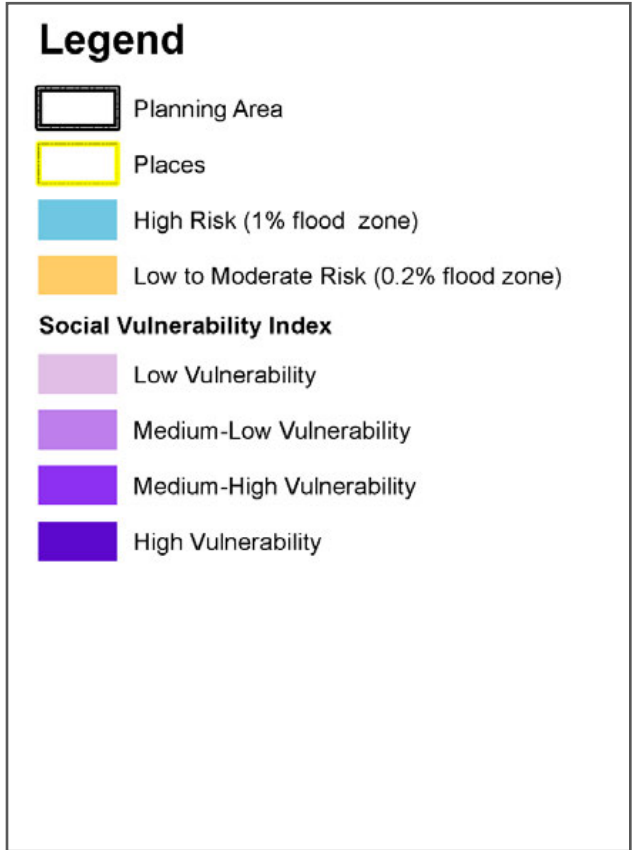 Legend
Planning Area
Places
High Risk (1% flood zone)
Low to Moderate Risk (0.2% flood zone)
Social Vulnerability Index
Low Vulnerability
Medium-Low Vulnerability
Medium-High Vulnerability
High Vulnerability